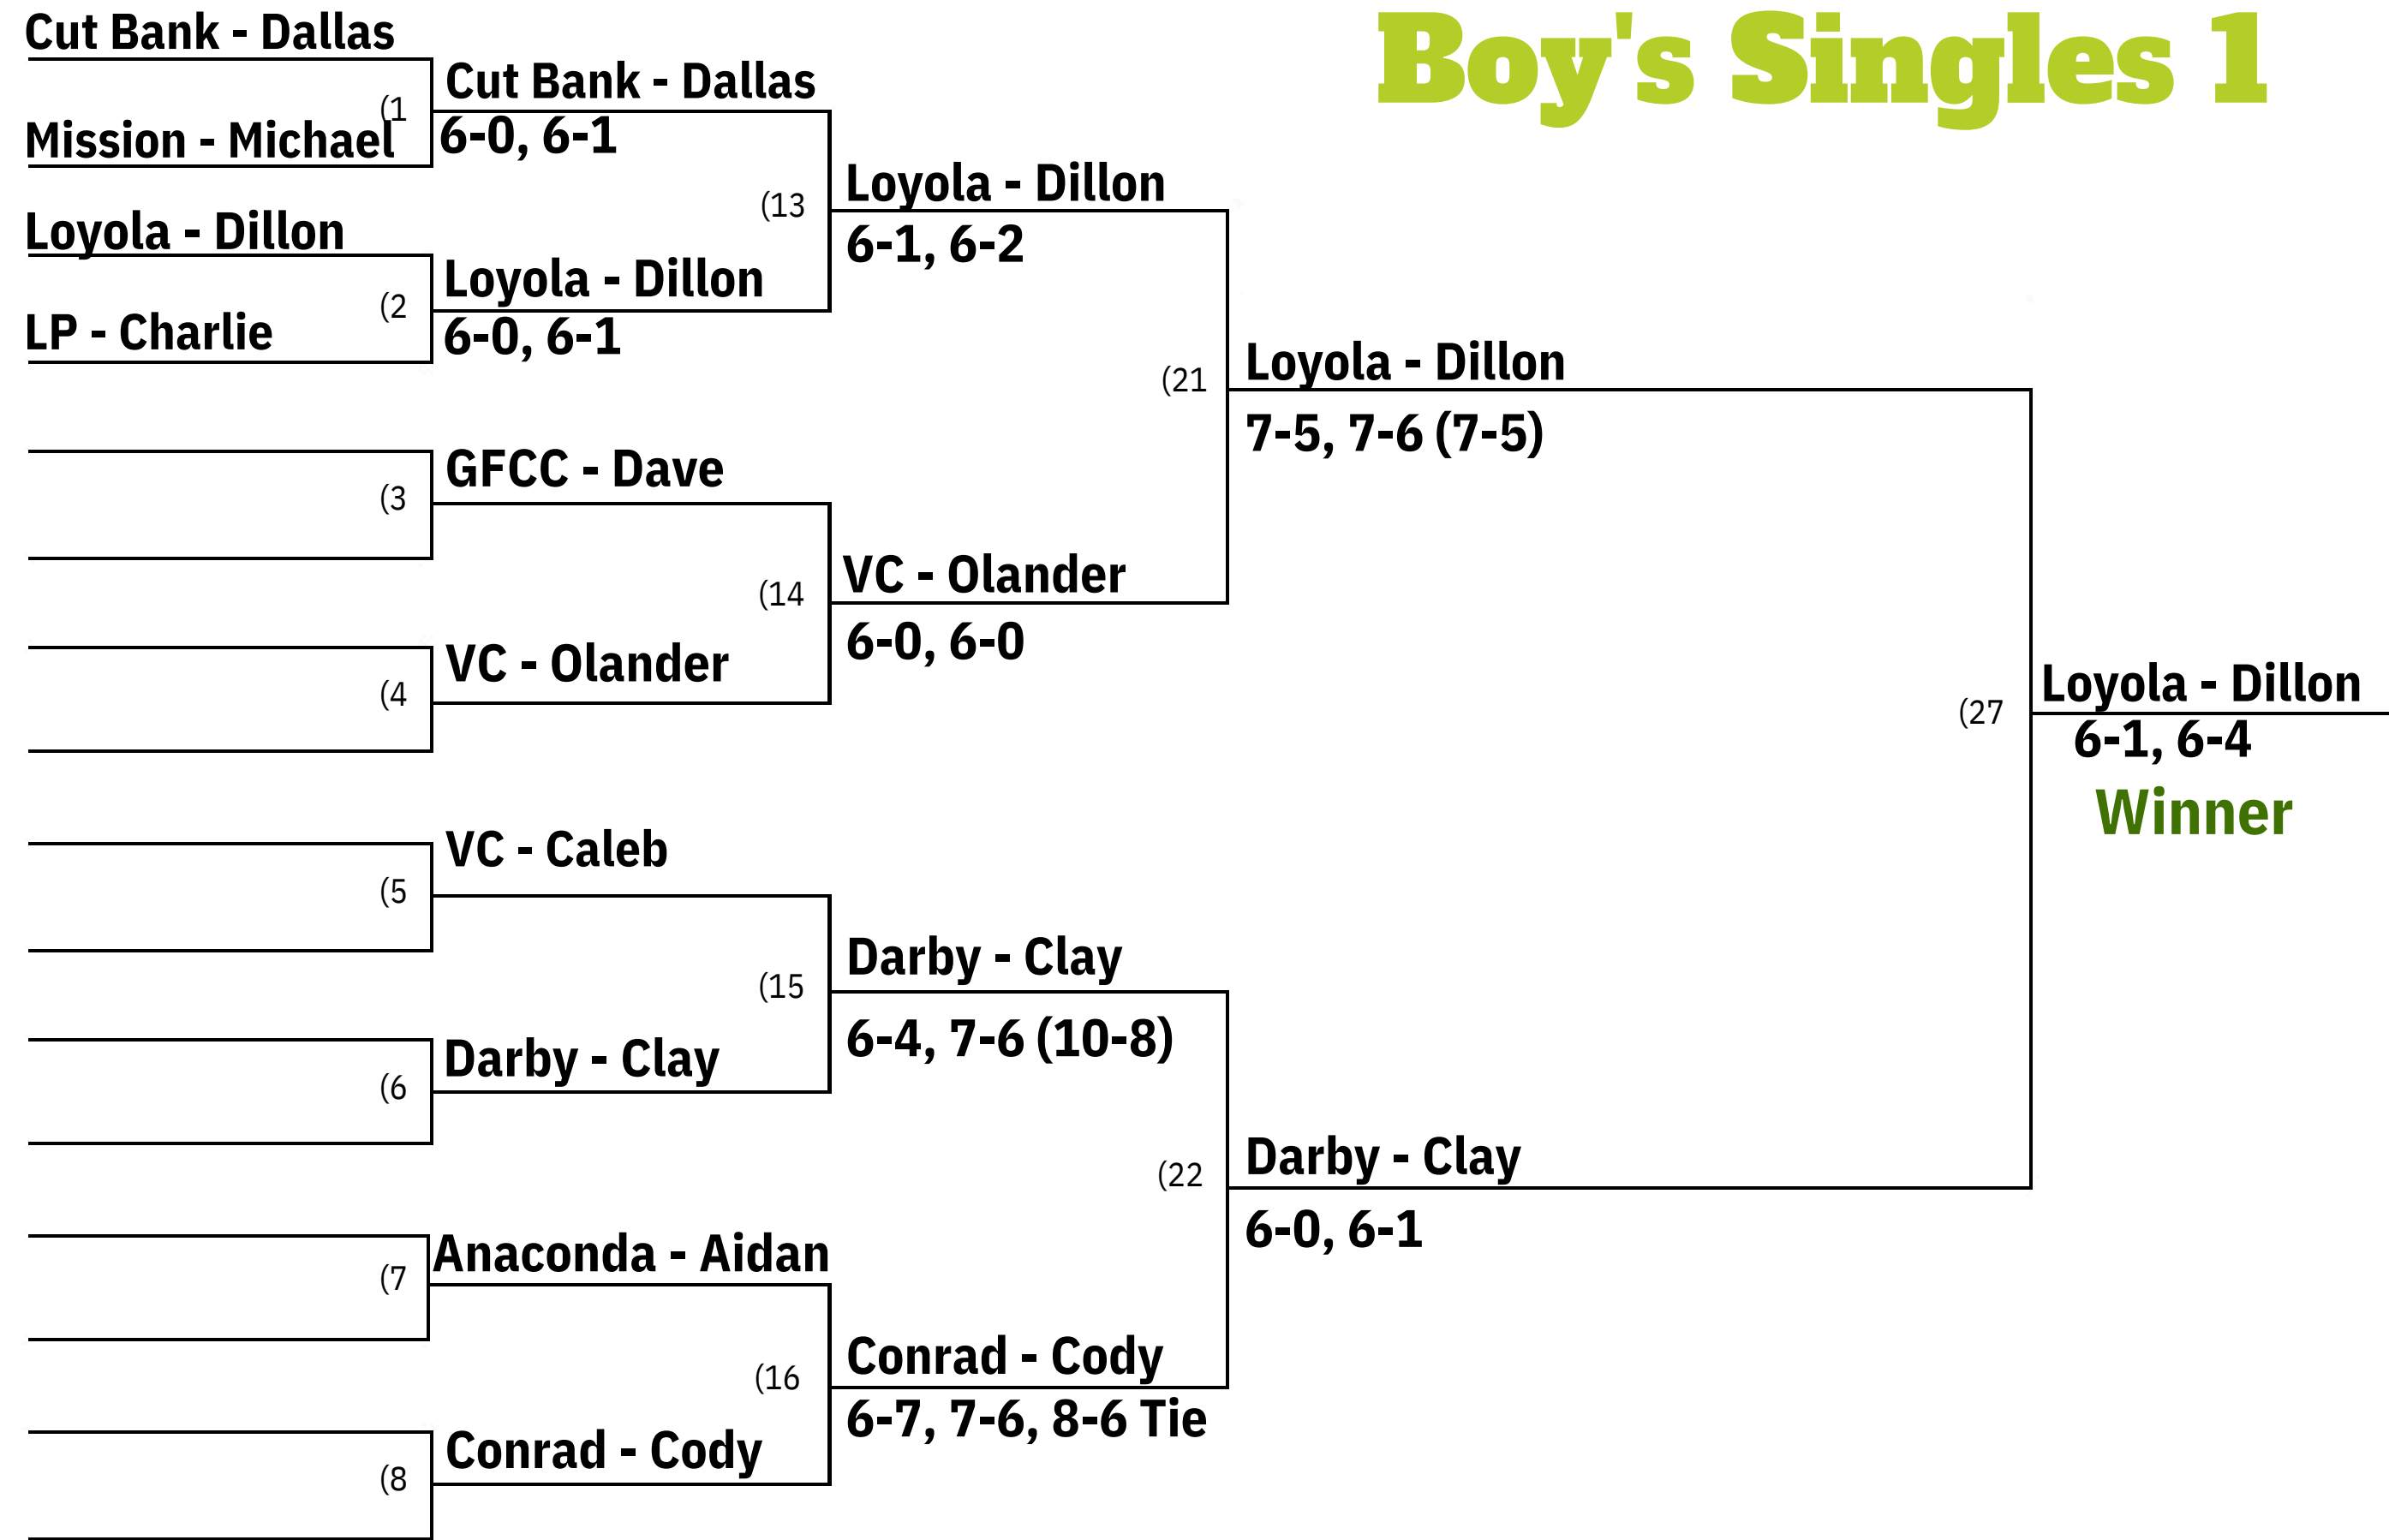 Boy's Singles 1
Cut Bank - Dallas
Cut Bank - Dallas
(1
Mission - Michael
6-0, 6-1
Loyola - Dillon
(13
Loyola - Dillon
6-1, 6-2
Loyola - Dillon
(2
LP - Charlie
6-0, 6-1
Loyola - Dillon
(21
7-5, 7-6 (7-5)
GFCC - Dave
(3
VC - Olander
(14
6-0, 6-0
VC - Olander
(4
Loyola - Dillon
(27
6-1, 6-4
Winner
VC - Caleb
(5
Darby - Clay
(15
6-4, 7-6 (10-8)
Darby - Clay
(6
Darby - Clay
(22
6-0, 6-1
Anaconda - Aidan
(7
Conrad - Cody
(16
6-7, 7-6, 8-6 Tie
Conrad - Cody
(8